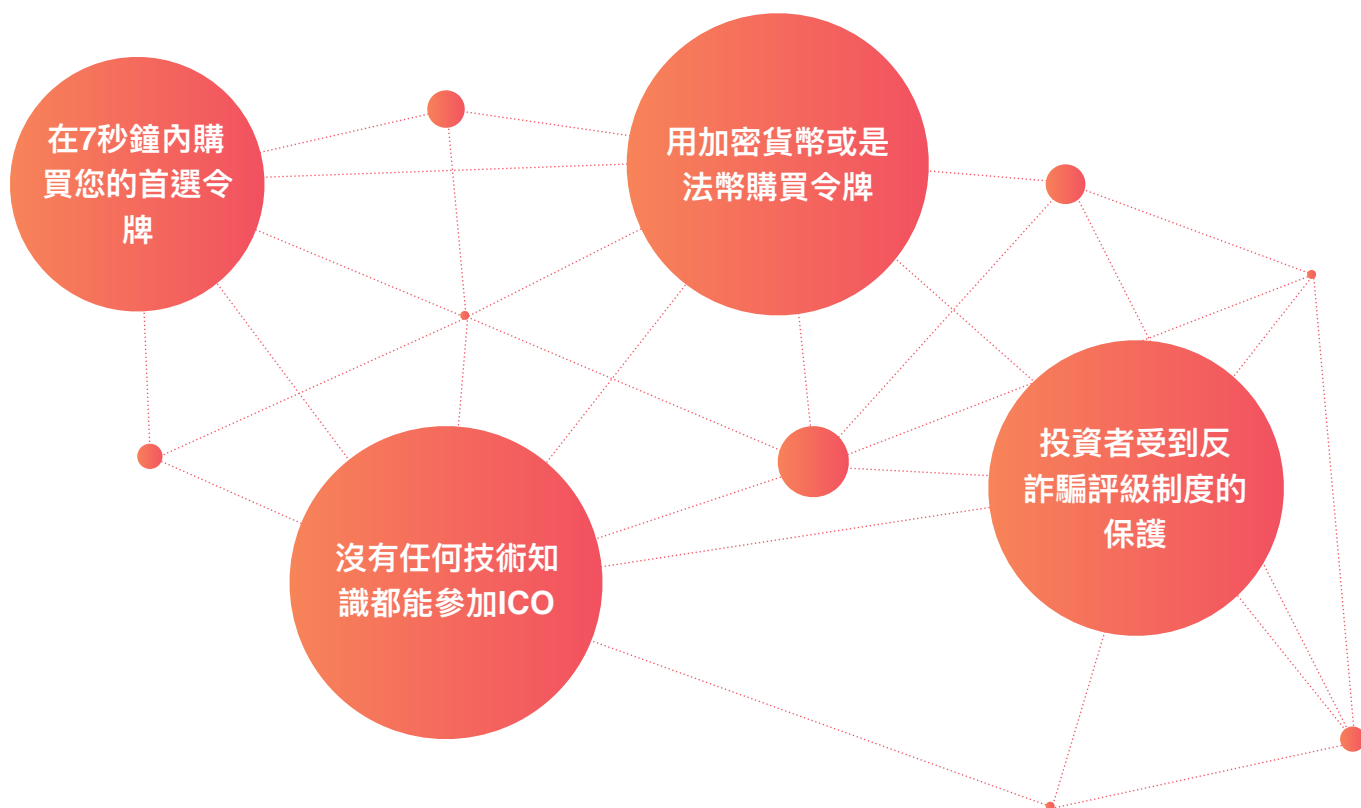 在7秒鐘內購
買您的首選令
牌
用加密貨幣或是
法幣購買令牌
沒有任何技術知
識都能參加ICO
投資者受到反
詐騙評級制度的
保護